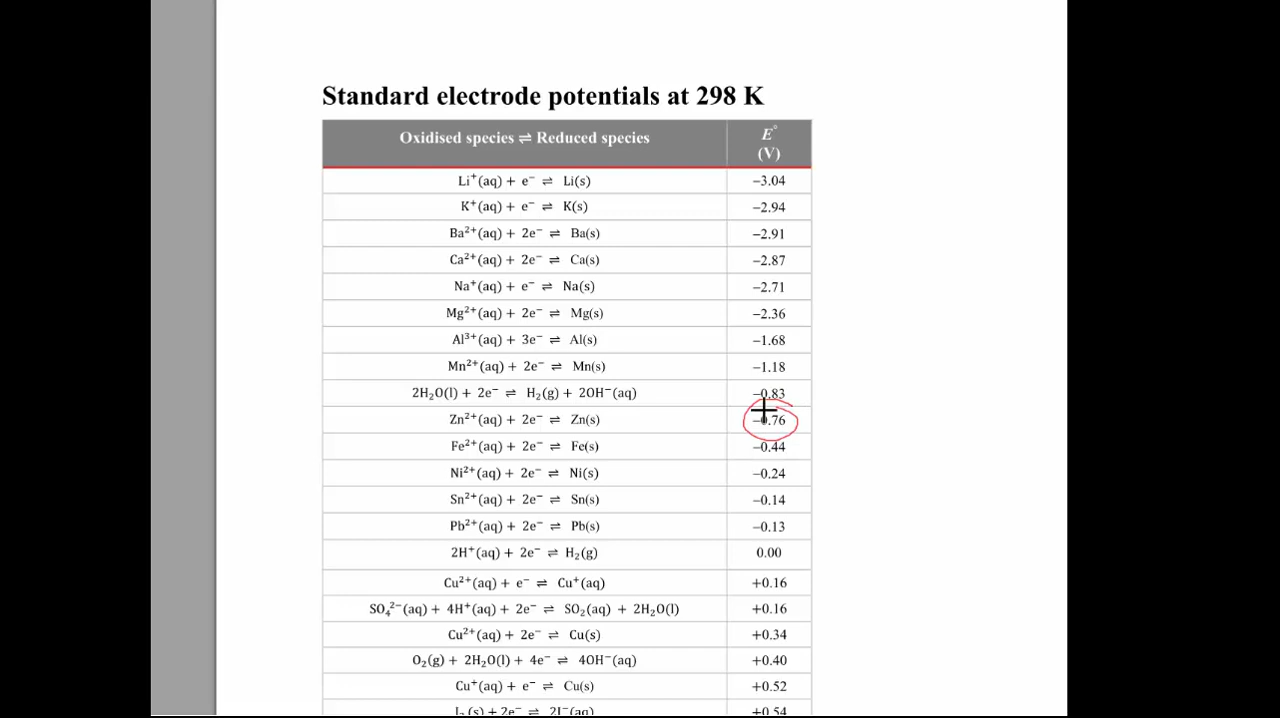 Standard electrode potentials at 298 K
Oxidised species ⇌ Reduced species E° (V)
Li⁺(aq) + e⁻ ⇌ Li(s) −3.04
K⁺(aq) + e⁻ ⇌ K(s) −2.94
Ba²⁺(aq) + 2e⁻ ⇌ Ba(s) −2.91
Ca²⁺(aq) + 2e⁻ ⇌ Ca(s) −2.87
Na⁺(aq) + e⁻ ⇌ Na(s) −2.71
Mg²⁺(aq) + 2e⁻ ⇌ Mg(s) −2.36
Al³⁺(aq) + 3e⁻ ⇌ Al(s) −1.68
Mn²⁺(aq) + 2e⁻ ⇌ Mn(s) −1.18
2H₂O(l) + 2e⁻ ⇌ H₂(g) + 2OH⁻(aq) −0.83
Zn²⁺(aq) + 2e⁻ ⇌ Zn(s) −0.76
Fe²⁺(aq) + 2e⁻ ⇌ Fe(s) −0.44
Ni²⁺(aq) + 2e⁻ ⇌ Ni(s) −0.24
Sn²⁺(aq) + 2e⁻ ⇌ Sn(s) −0.14
Pb²⁺(aq) + 2e⁻ ⇌ Pb(s) −0.13
2H⁺(aq) + 2e⁻ ⇌ H₂(g) 0.00
Cu²⁺(aq) + e⁻ ⇌ Cu⁺(aq) +0.16
SO₄²⁻(aq) + 4H⁺(aq) + 2e⁻ ⇌ SO₂(aq) + 2H₂O(l) +0.16
Cu²⁺(aq) + 2e⁻ ⇌ Cu(s) +0.34
O₂(g) + 2H₂O(l) + 4e⁻ ⇌ 4OH⁻(aq) +0.40
Cu⁺(aq) + e⁻ ⇌ Cu(s) +0.52
I₂(s) + 2e⁻ ⇌ 2I⁻(aq) +0.54